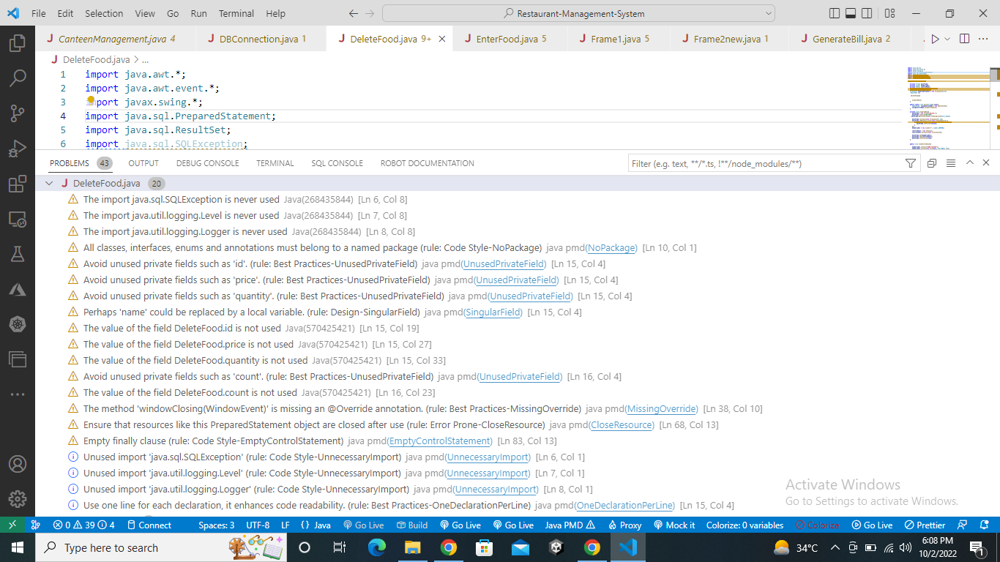 File Edit Selection View Go Run Terminal Help Restaurant-Management-System
CanteenManagement.java 4 DBConnection.java 1 DeleteFood.java 9+ EnterFood.java 5 Frame1.java 5 Frame2new.java 1 GenerateBill.java 2
DeleteFood.java > ...
1 import java.awt.*;
2 import java.awt.event.*;
3 import javax.swing.*;
4 import java.sql.PreparedStatement;
5 import java.sql.ResultSet;
6 import java.sql.SQLException;
PROBLEMS 43 OUTPUT DEBUG CONSOLE TERMINAL SQL CONSOLE ROBOT DOCUMENTATION Filter (e.g. text, **/*.ts, !**/node_modules/**)
DeleteFood.java 20
The import java.sql.SQLException is never used Java(268435844) [Ln 6, Col 8]
The import java.util.logging.Level is never used Java(268435844) [Ln 7, Col 8]
The import java.util.logging.Logger is never used Java(268435844) [Ln 8, Col 8]
All classes, interfaces, enums and annotations must belong to a named package (rule: Code Style-NoPackage) java pmd(NoPackage) [Ln 10, Col 1]
Avoid unused private fields such as 'id'. (rule: Best Practices-UnusedPrivateField) java pmd(UnusedPrivateField) [Ln 15, Col 4]
Avoid unused private fields such as 'price'. (rule: Best Practices-UnusedPrivateField) java pmd(UnusedPrivateField) [Ln 15, Col 4]
Avoid unused private fields such as 'quantity'. (rule: Best Practices-UnusedPrivateField) java pmd(UnusedPrivateField) [Ln 15, Col 4]
Perhaps 'name' could be replaced by a local variable. (rule: Design-SingularField) java pmd(SingularField) [Ln 15, Col 4]
The value of the field DeleteFood.id is not used Java(570425421) [Ln 15, Col 19]
The value of the field DeleteFood.price is not used Java(570425421) [Ln 15, Col 27]
The value of the field DeleteFood.quantity is not used Java(570425421) [Ln 15, Col 33]
Avoid unused private fields such as 'count'. (rule: Best Practices-UnusedPrivateField) java pmd(UnusedPrivateField) [Ln 16, Col 4]
The value of the field DeleteFood.count is not used Java(570425421) [Ln 16, Col 23]
The method 'windowClosing(WindowEvent)' is missing an @Override annotation. (rule: Best Practices-MissingOverride) java pmd(MissingOverride) [Ln 38, Col 10]
Ensure that resources like this PreparedStatement object are closed after use (rule: Error Prone-CloseResource) java pmd(CloseResource) [Ln 68, Col 13]
Empty finally clause (rule: Code Style-EmptyControlStatement) java pmd(EmptyControlStatement) [Ln 83, Col 13]
Unused import 'java.sql.SQLException' (rule: Code Style-UnnecessaryImport) java pmd(UnnecessaryImport) [Ln 6, Col 1]
Unused import 'java.util.logging.Level' (rule: Code Style-UnnecessaryImport) java pmd(UnnecessaryImport) [Ln 7, Col 1]
Unused import 'java.util.logging.Logger' (rule: Code Style-UnnecessaryImport) java pmd(UnnecessaryImport) [Ln 8, Col 1]
Use one line for each declaration, it enhances code readability. (rule: Best Practices-OneDeclarationPerLine) java pmd(OneDeclarationPerLine) [Ln 15, Col 4]
Activate Windows
Go to Settings to activate Windows.
0 39 4 Connect Spaces: 3 UTF-8 LF {} Java Go Live Build Go Live Go Live Java PMD Proxy Mock it Colorize: 0 variables Colorize Go Live Prettier
Type here to search 34°C 6:08 PM
10/2/2022 1